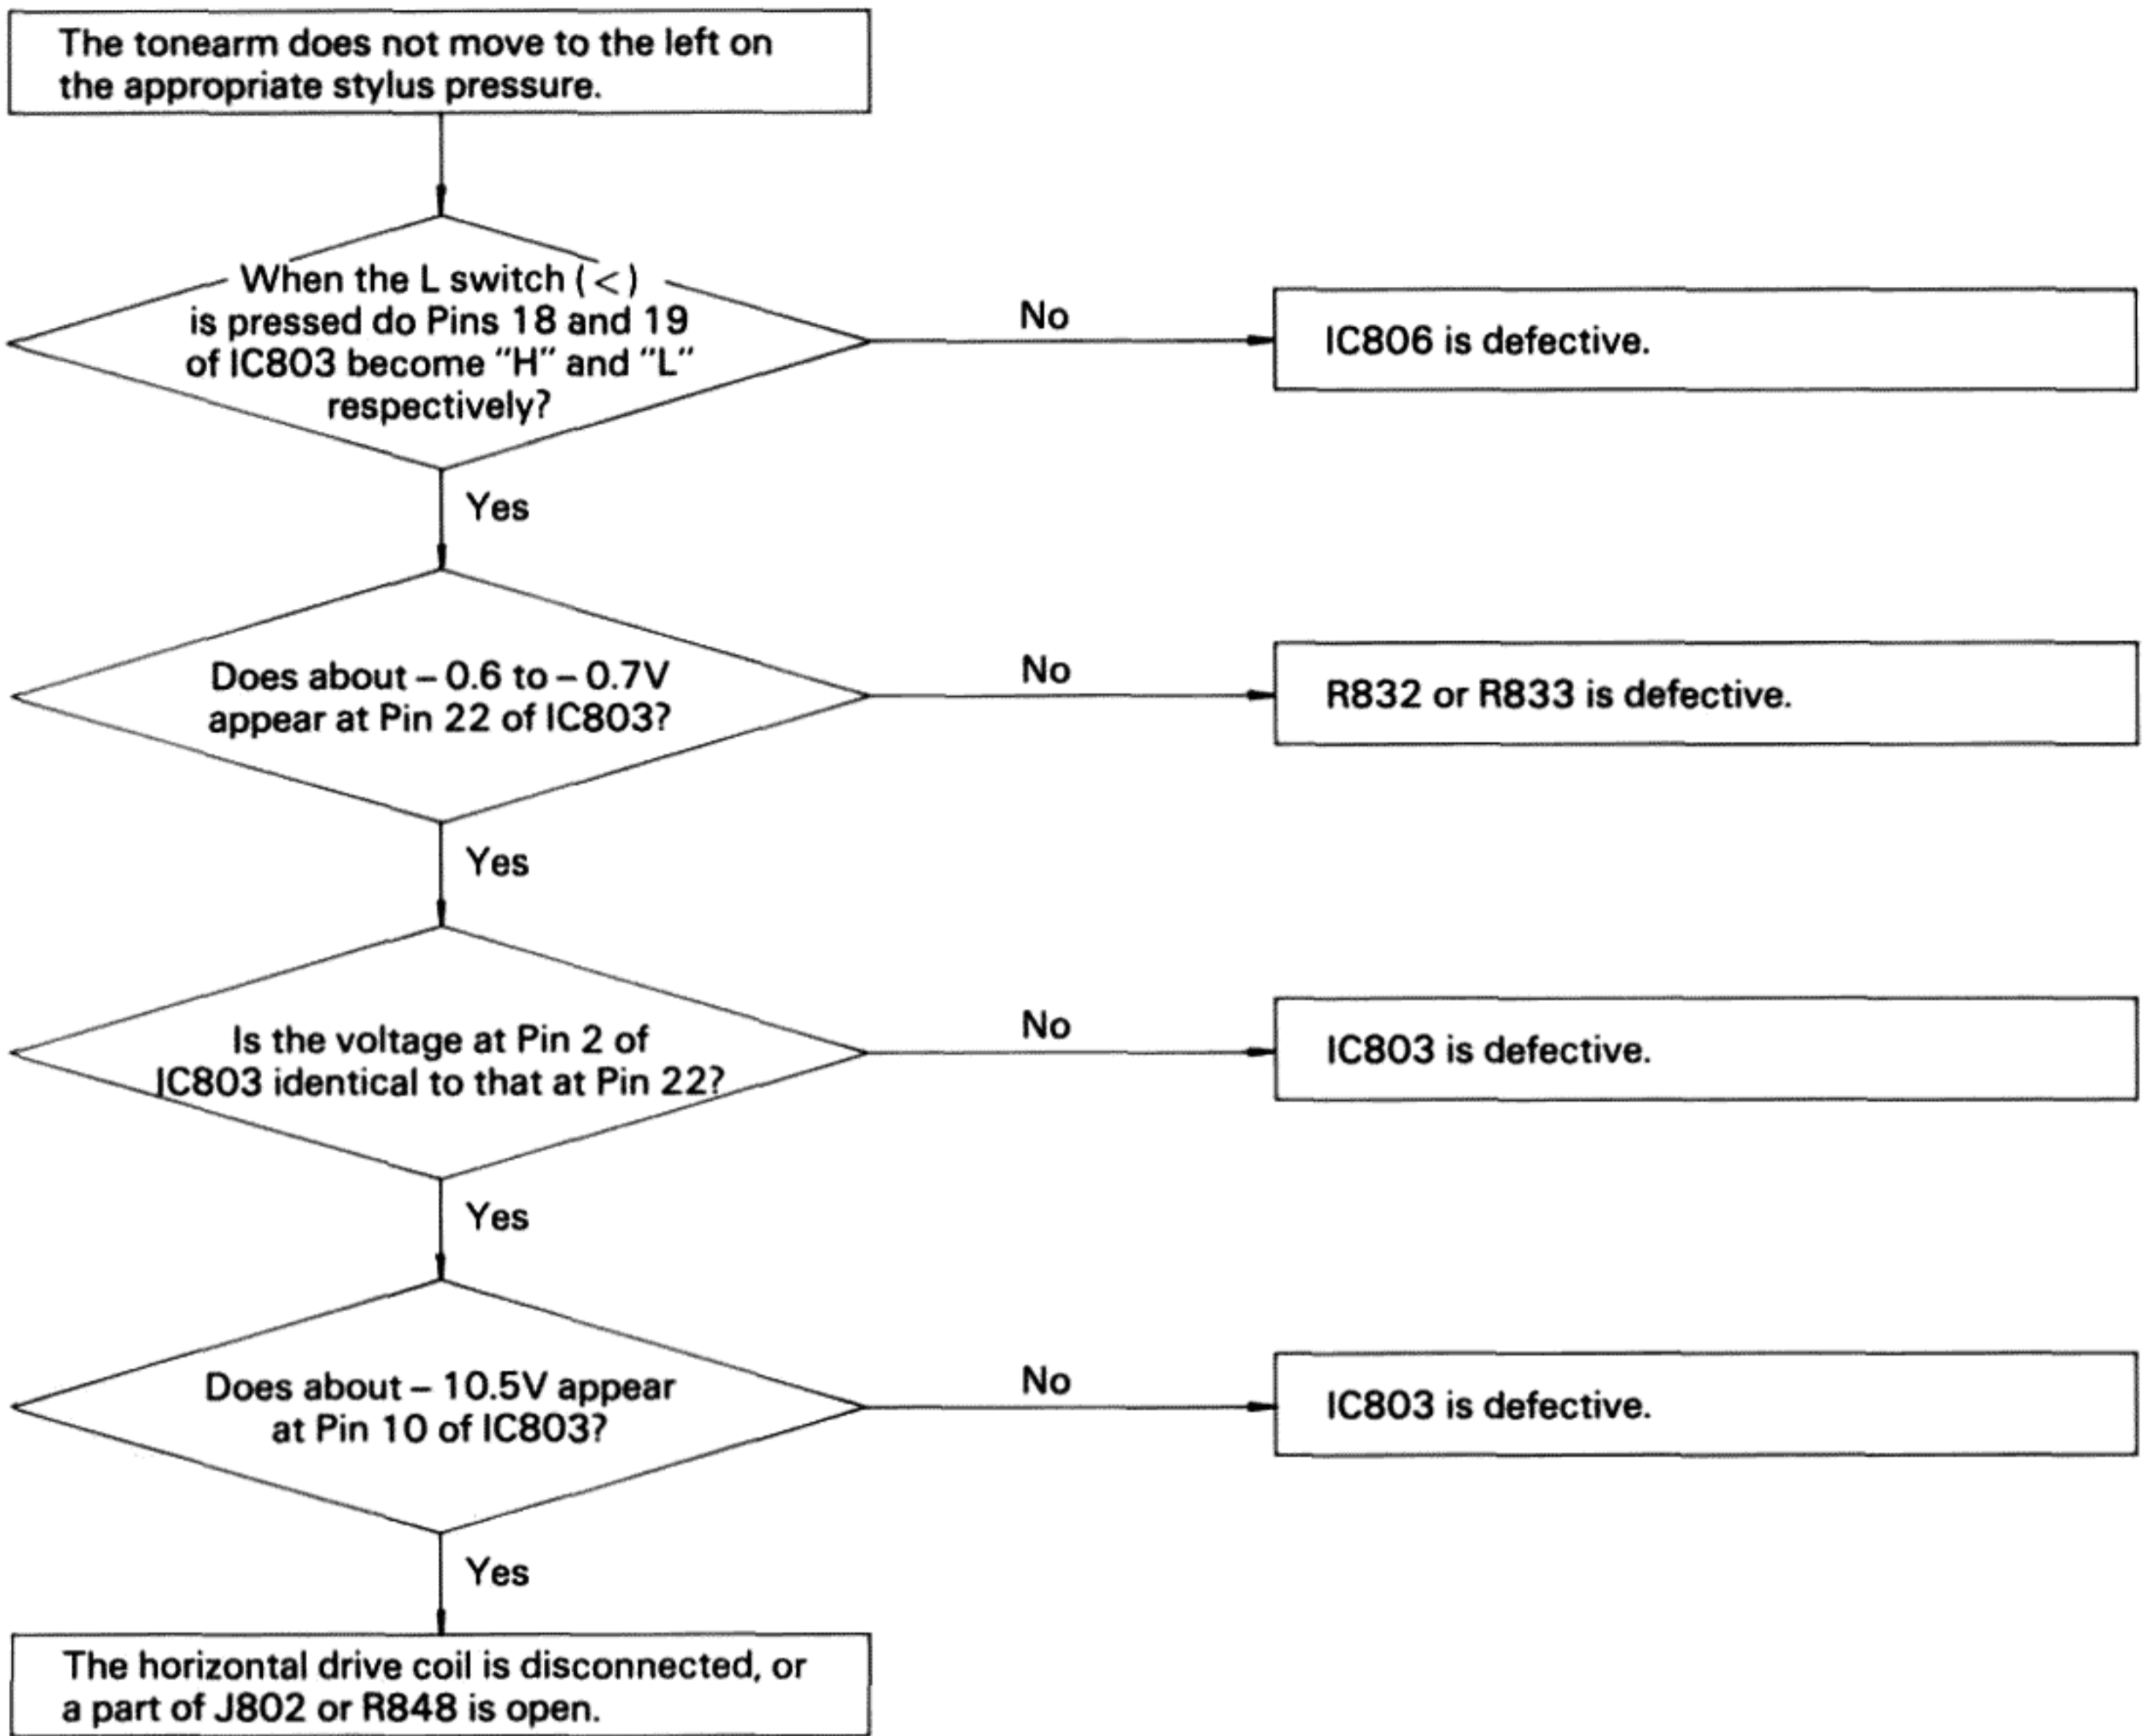 The tonearm does not move to the left on
the appropriate stylus pressure.
When the L switch (<)
is pressed do Pins 18 and 19
of IC803 become “H” and “L”
respectively?
No
IC806 is defective.
Yes
Does about – 0.6 to – 0.7V
appear at Pin 22 of IC803?
No
R832 or R833 is defective.
Yes
Is the voltage at Pin 2 of
IC803 identical to that at Pin 22?
No
IC803 is defective.
Yes
Does about – 10.5V appear
at Pin 10 of IC803?
No
IC803 is defective.
Yes
The horizontal drive coil is disconnected, or
a part of J802 or R848 is open.